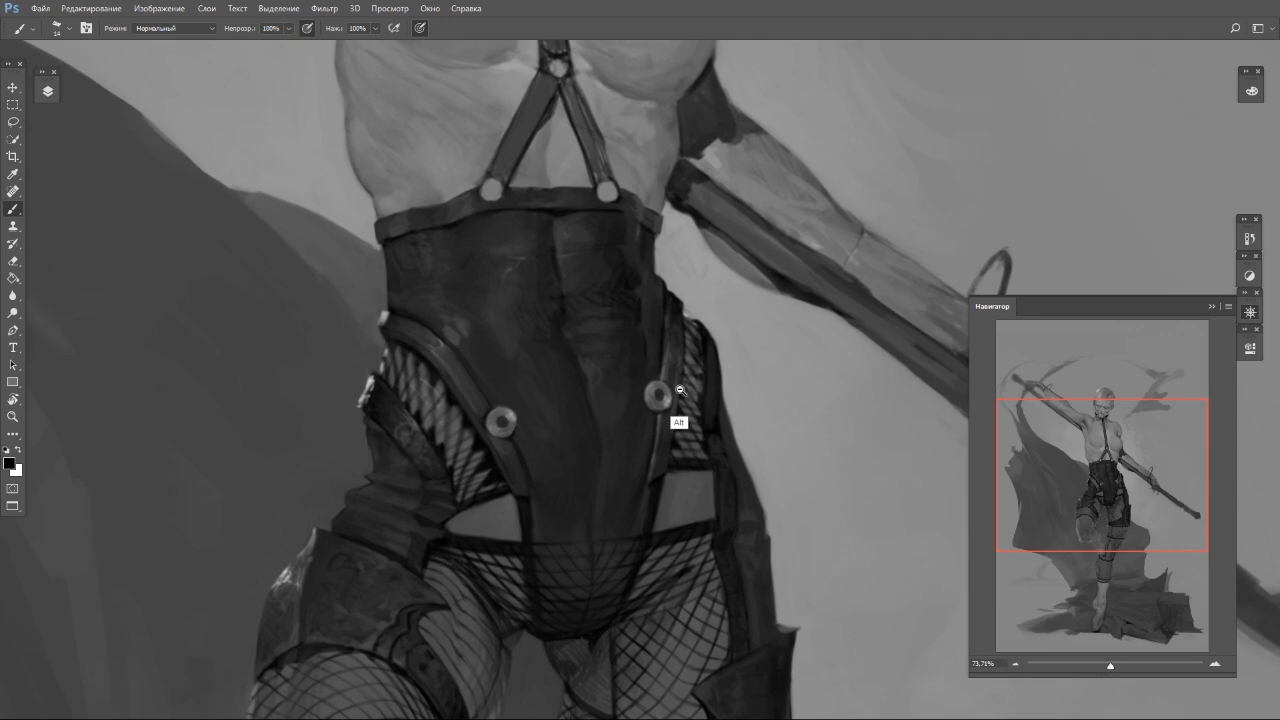 Ps Файл Редактирование Изображение Слои Текст Выделение Фильтр 3D Просмотр Окно Справка
14 Режим: Нормальный Непрозр.: 100% Наж.: 100%
Навигатор
Alt
73,71%